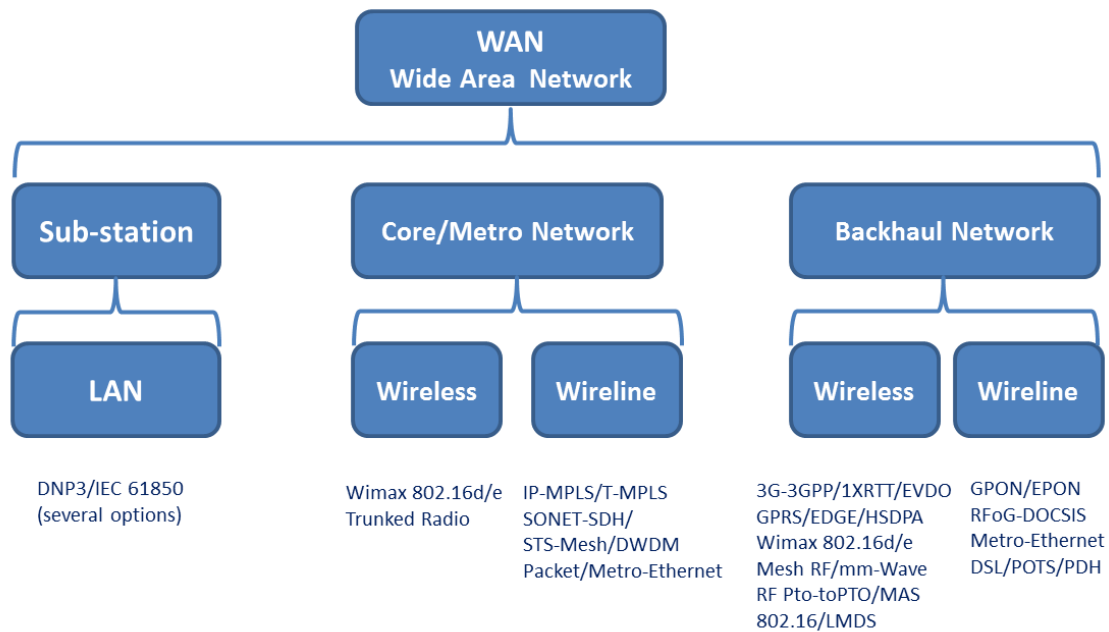 WAN
Wide Area Network
Sub-station
Core/Metro Network
Backhaul Network
LAN
Wireless
Wireline
Wireless
Wireline
DNP3/IEC 61850
(several options)
Wimax 802.16d/e
Trunked Radio
IP-MPLS/T-MPLS
SONET-SDH/
STS-Mesh/DWDM
Packet/Metro-Ethernet
3G-3GPP/1XRTT/EVDO
GPRS/EDGE/HSDPA
Wimax 802.16d/e
Mesh RF/mm-Wave
RF Pto-toPTO/MAS
802.16/LMDS
GPON/EPON
RFoG-DOCSIS
Metro-Ethernet
DSL/POTS/PDH